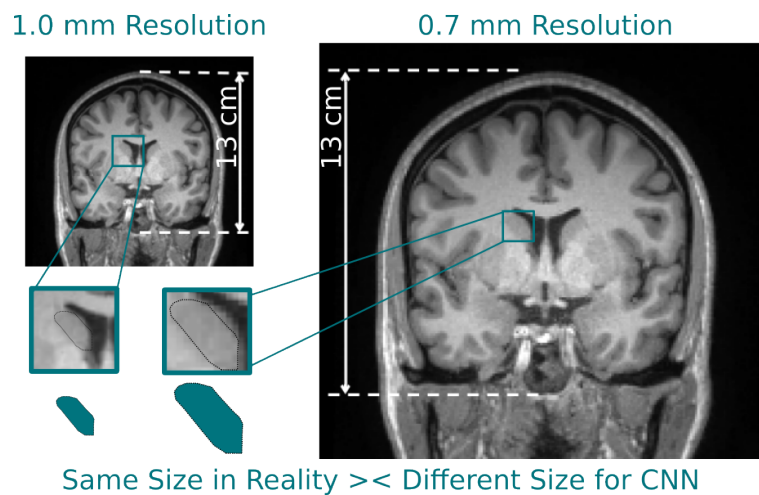 1.0 mm Resolution
0.7 mm Resolution
13 cm
13 cm
Same Size in Reality >< Different Size for CNN